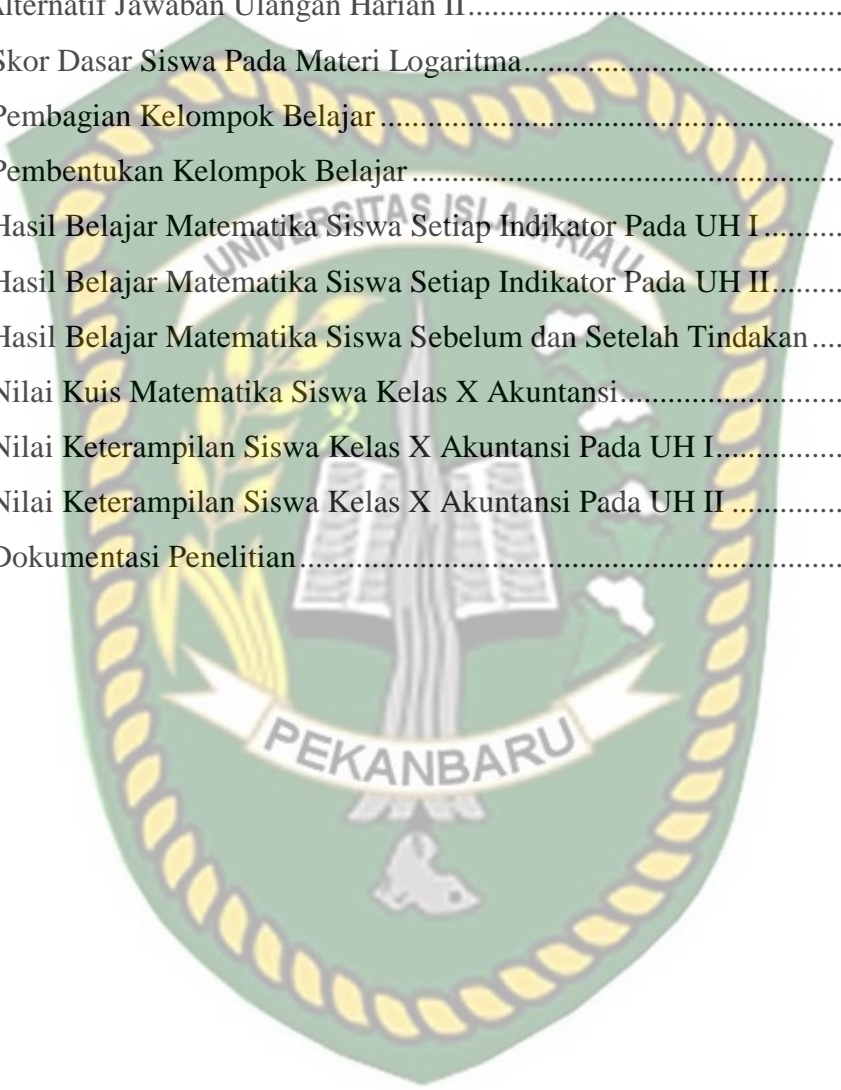 Alternatif Jawaban Ulangan Harian II
Skor Dasar Siswa Pada Materi Logaritma
Pembagian Kelompok Belajar
Pembentukan Kelompok Belajar
Hasil Belajar Matematika Siswa Setiap Indikator Pada UH I
Hasil Belajar Matematika Siswa Setiap Indikator Pada UH II
Hasil Belajar Matematika Siswa Sebelum dan Setelah Tindakan
Nilai Kuis Matematika Siswa Kelas X Akuntansi
Nilai Keterampilan Siswa Kelas X Akuntansi Pada UH I
Nilai Keterampilan Siswa Kelas X Akuntansi Pada UH II
Dokumentasi Penelitian
UNIVERSITAS ISLAM RIAU
PEKANBARU